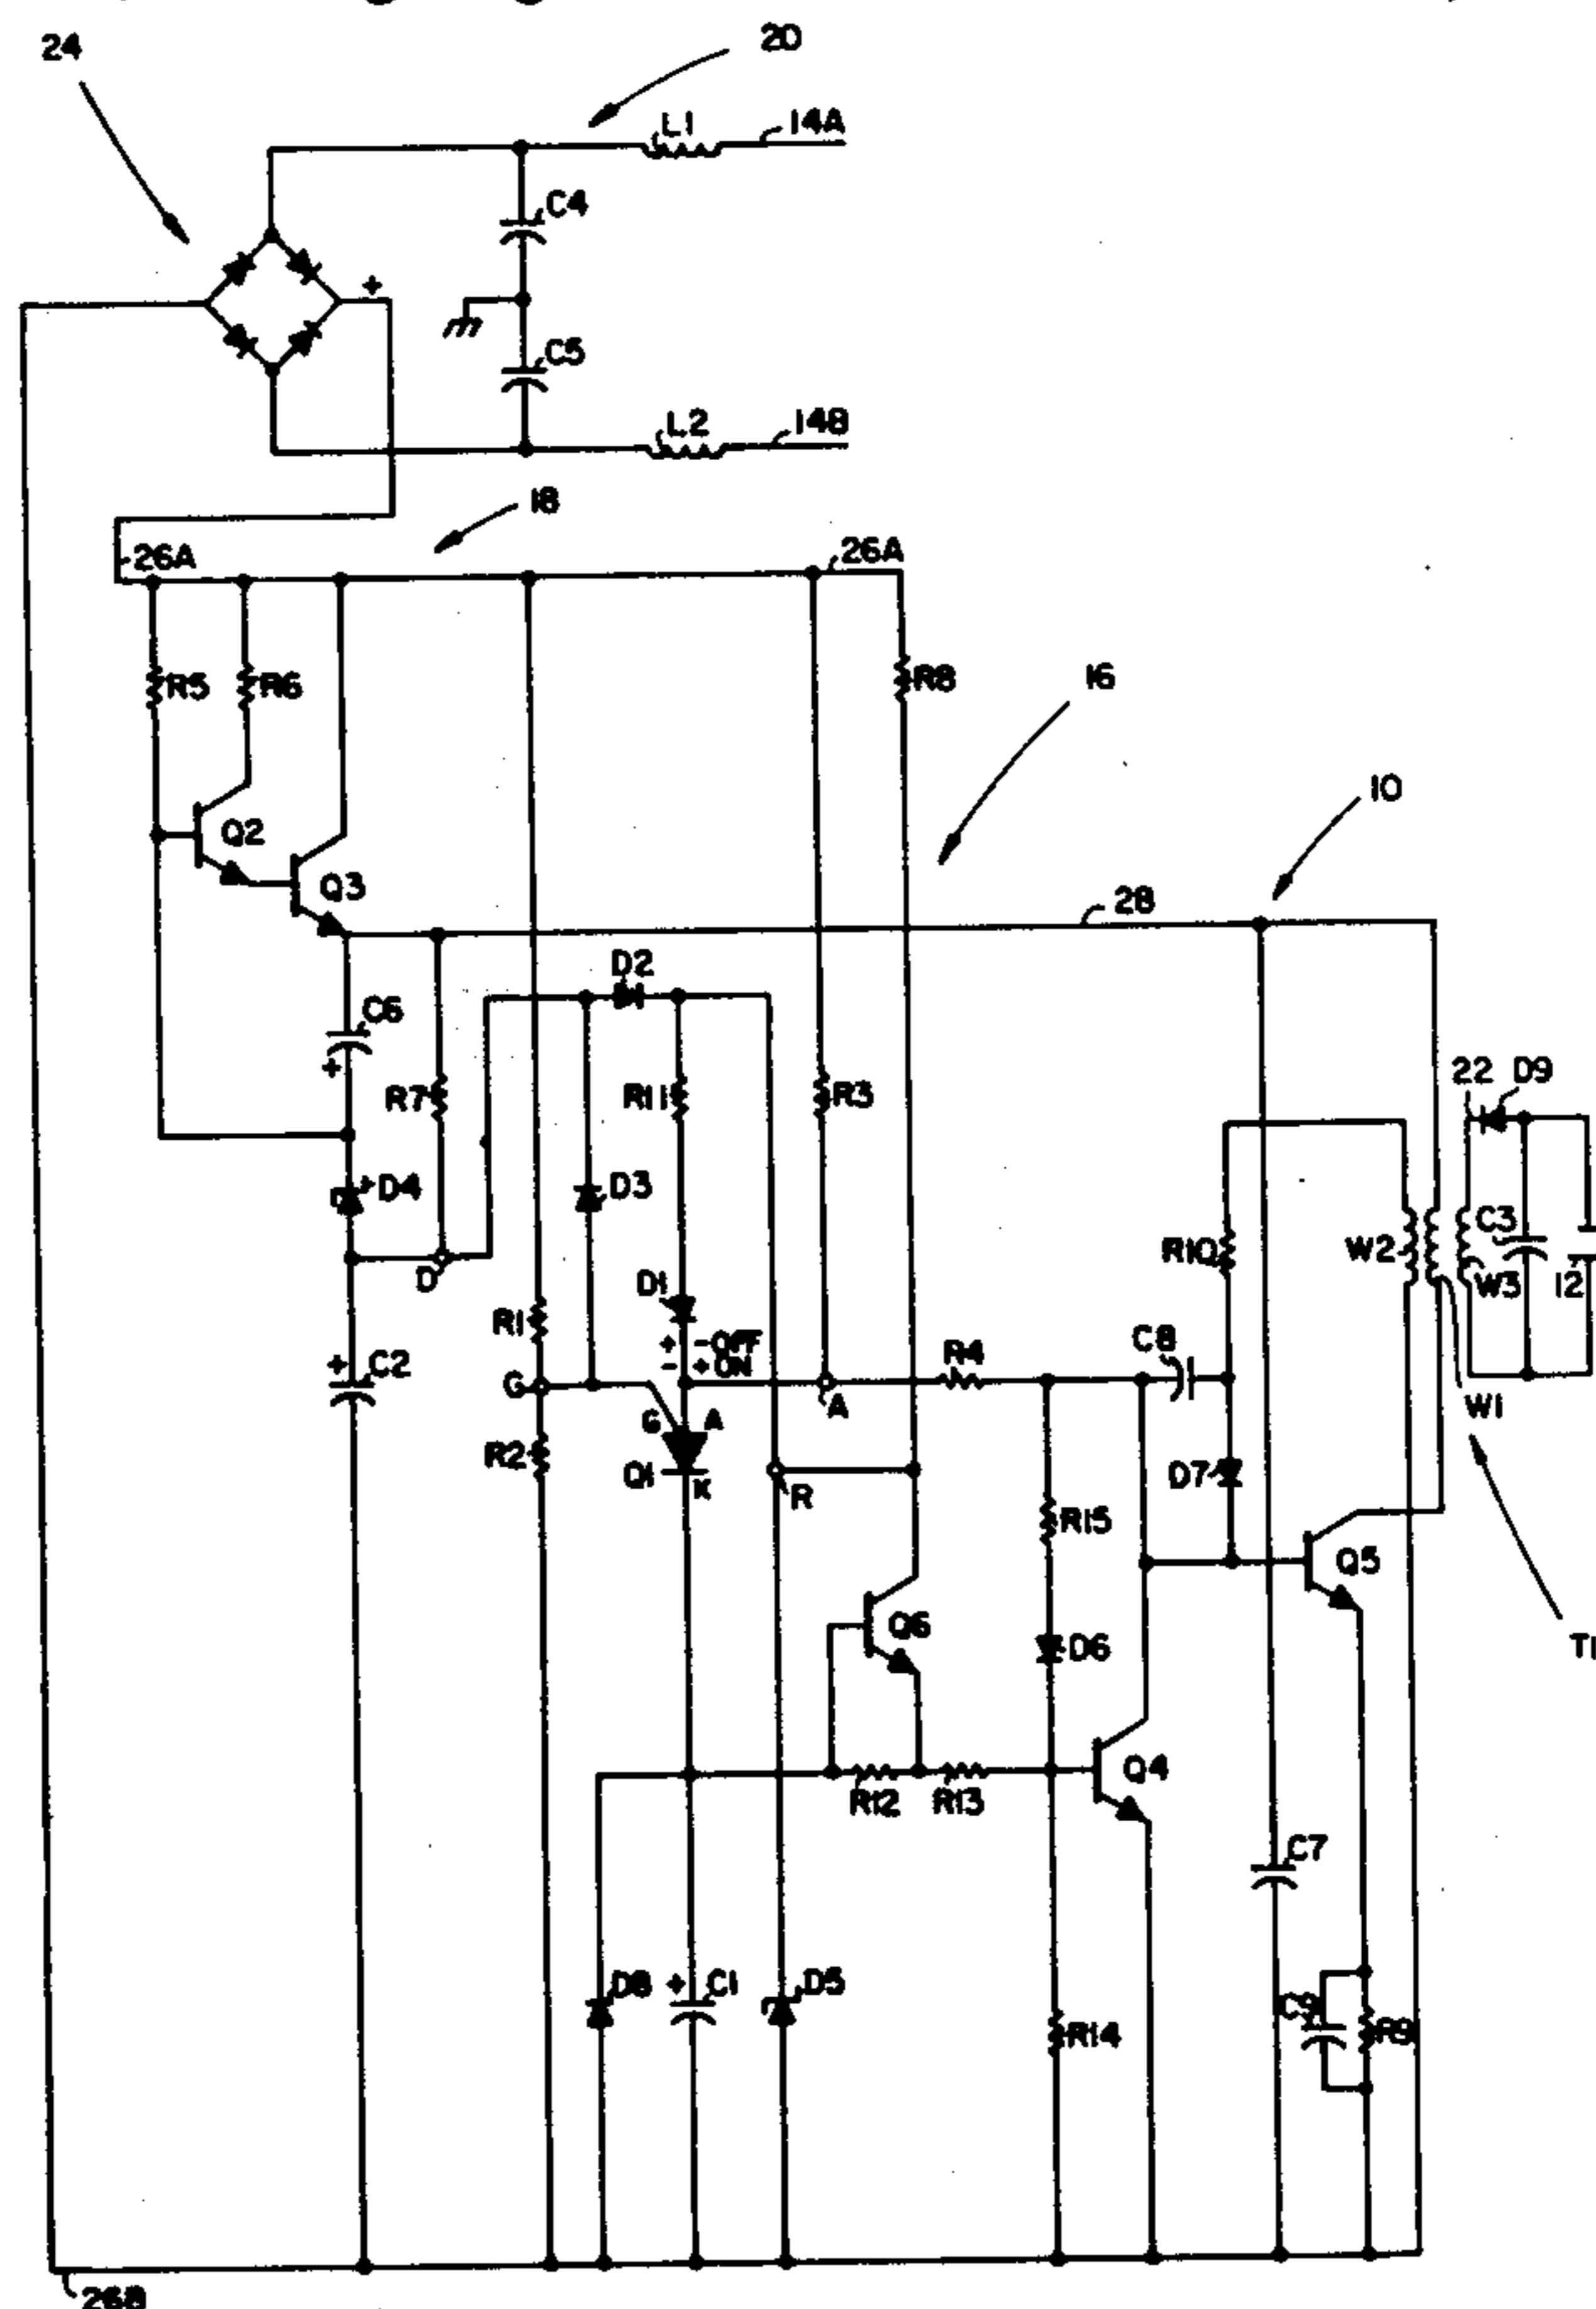 24
20
L1
14A
C4
+
C5
L2
14B
18
26A
26A
R5
R6
R8
16
10
Q2
Q3
28
D2
C6
+
R7
R11
R3
22
D9
+
D4
D3
R10
W2
C3
W3
12
D
D1
R1
+
-OFF
-
+ON
R4
C8
+
C2
G
A
W1
G
A
R2
Q1
K
R
D7
R15
Q5
Q6
D6
T1
Q4
R12
R13
C7
D8
+
C1
D5
C9
R9
R14
26B